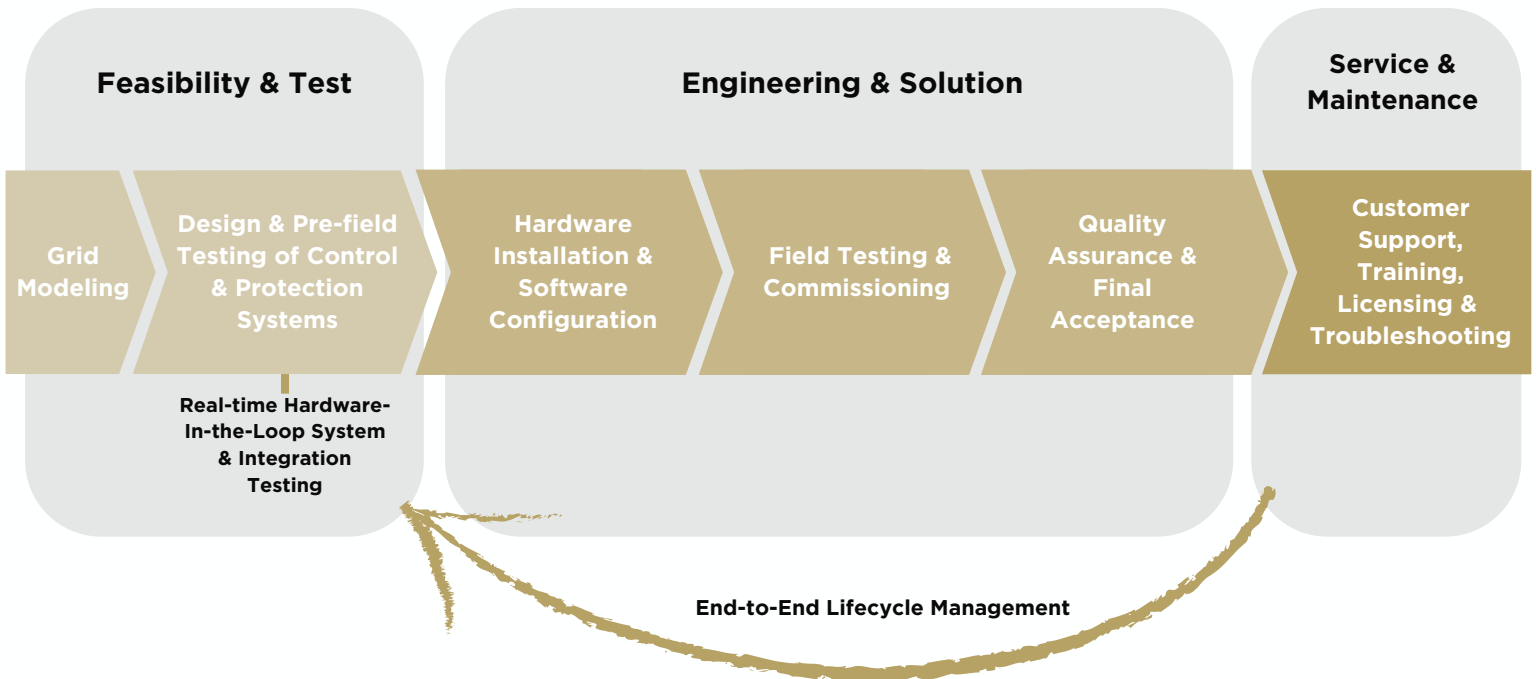 Feasibility & Test
Engineering & Solution
Service &
Maintenance
Grid
Modeling
Design & Pre-field
Testing of Control
& Protection
Systems
Hardware
Installation &
Software
Configuration
Field Testing &
Commissioning
Quality
Assurance &
Final
Acceptance
Customer
Support,
Training,
Licensing &
Troubleshooting
Real-time Hardware-
In-the-Loop System
& Integration
Testing
End-to-End Lifecycle Management